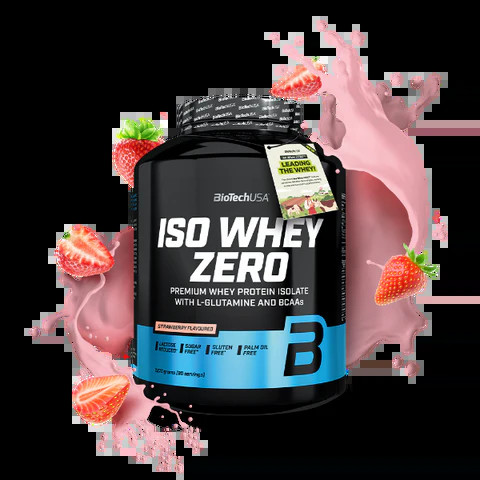 BioTechUSA
LEADING
THE WHEY!
BioTechUSA
ISO WHEY
ZERO
PREMIUM WHEY PROTEIN ISOLATE
WITH L-GLUTAMINE AND BCAAs
STRAWBERRY FLAVOURED
LACTOSE
SUGAR
FREE
GLUTEN
FREE
PALM OIL
FREE
B